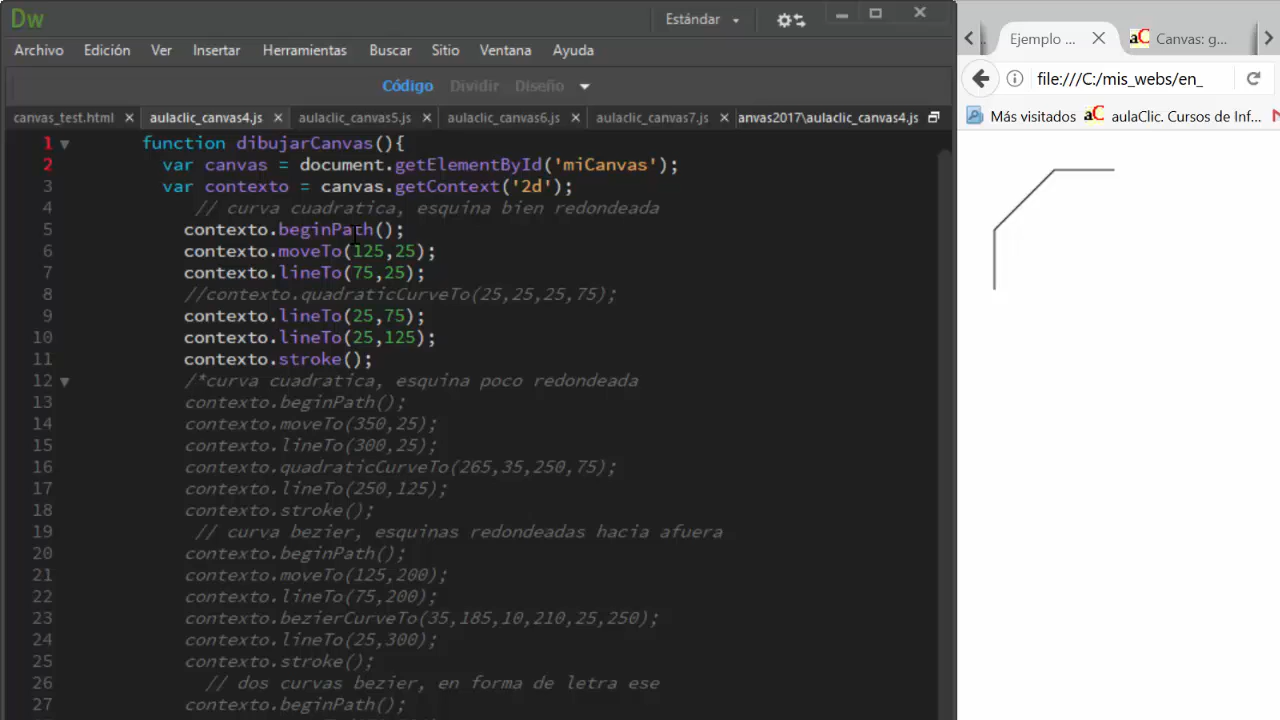 Dw
Estándar
Archivo Edición Ver Insertar Herramientas Buscar Sitio Ventana Ayuda
Código Dividir Diseño
canvas_test.html aulaclic_canvas4.js aulaclic_canvas5.js aulaclic_canvas6.js aulaclic_canvas7.js anvas2017\aulaclic_canvas4.js
1 function dibujarCanvas(){
2 var canvas = document.getElementById('miCanvas');
3 var contexto = canvas.getContext('2d');
4 // curva cuadratica, esquina bien redondeada
5 contexto.beginPath();
6 contexto.moveTo(125,25);
7 contexto.lineTo(75,25);
8 //contexto.quadraticCurveTo(25,25,25,75);
9 contexto.lineTo(25,75);
10 contexto.lineTo(25,125);
11 contexto.stroke();
12 /*curva cuadratica, esquina poco redondeada
13 contexto.beginPath();
14 contexto.moveTo(350,25);
15 contexto.lineTo(300,25);
16 contexto.quadraticCurveTo(265,35,250,75);
17 contexto.lineTo(250,125);
18 contexto.stroke();
19 // curva bezier, esquinas redondeadas hacia afuera
20 contexto.beginPath();
21 contexto.moveTo(125,200);
22 contexto.lineTo(75,200);
23 contexto.bezierCurveTo(35,185,10,210,25,250);
24 contexto.lineTo(25,300);
25 contexto.stroke();
26 // dos curvas bezier, en forma de letra ese
27 contexto.beginPath();
Ejemplo ... aC Canvas: g...
file:///C:/mis_webs/en_
Más visitados aC aulaClic. Cursos de Inf...